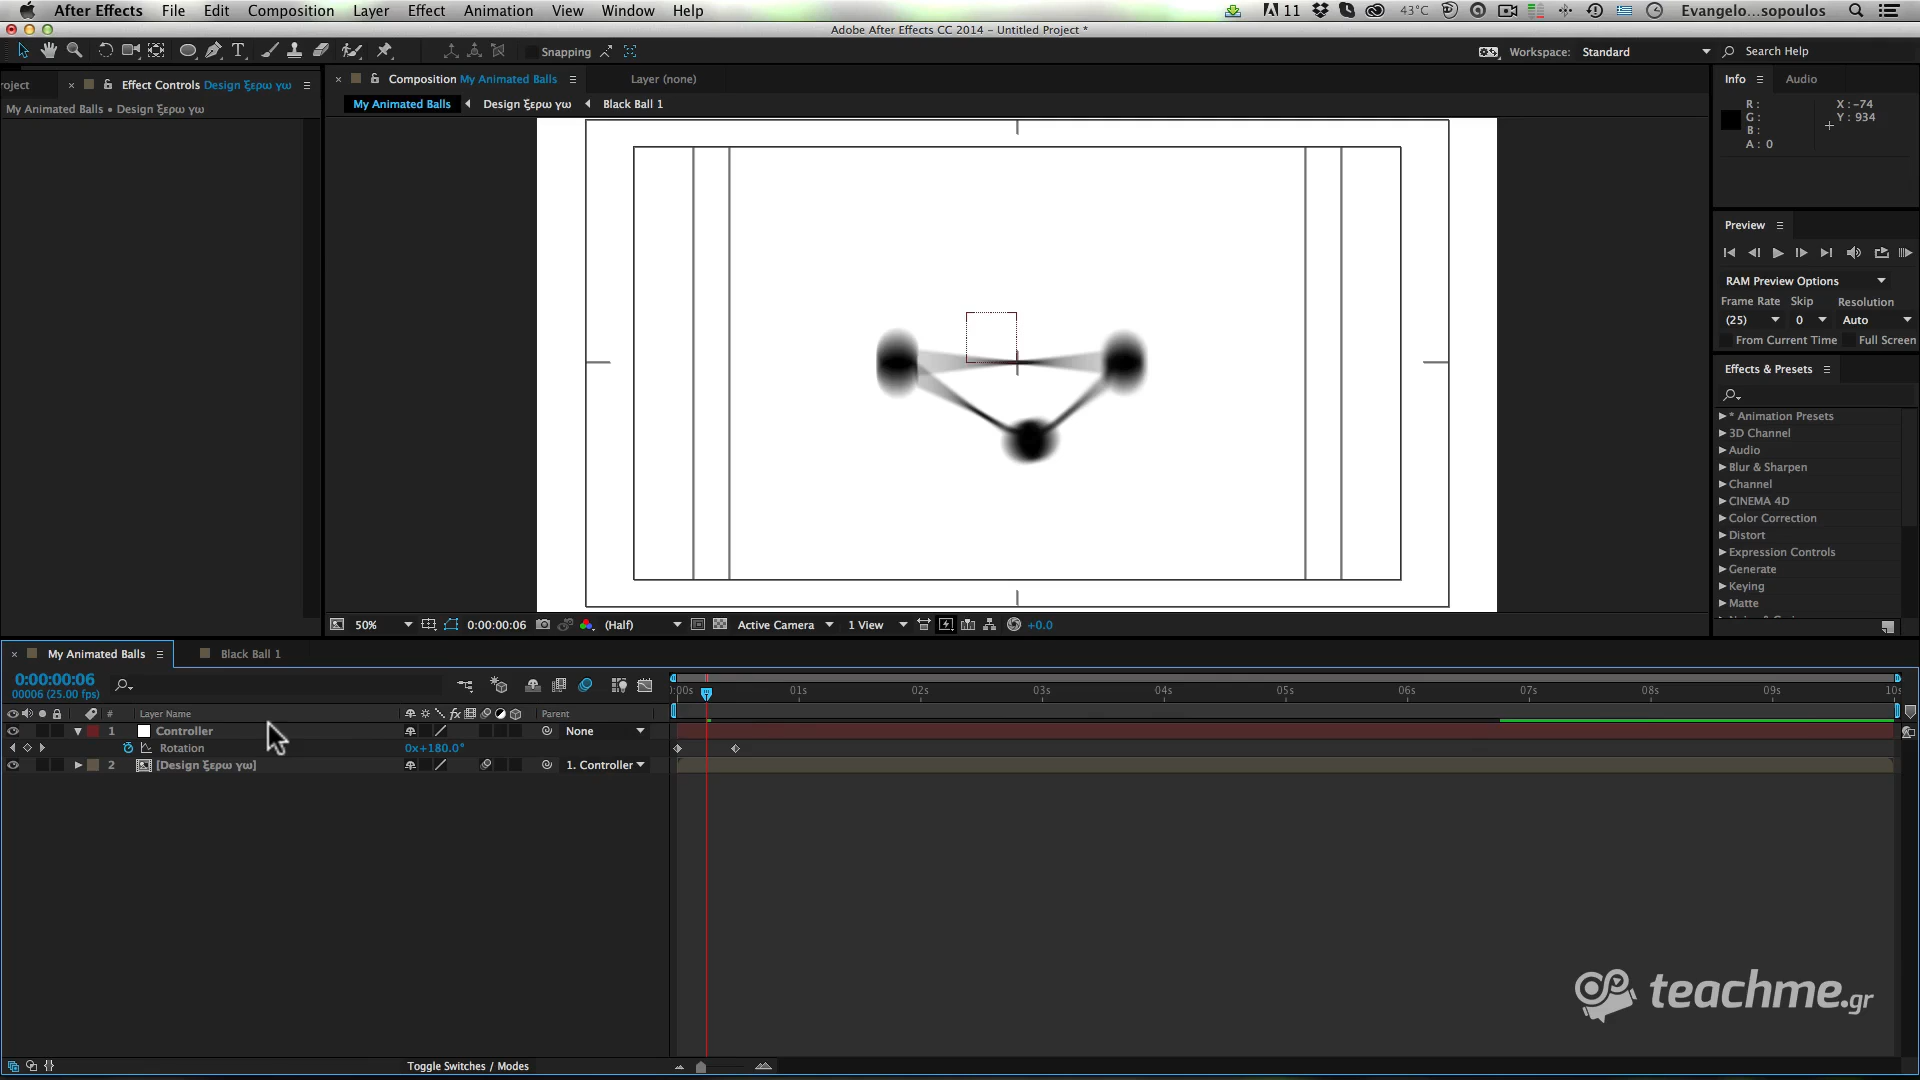 After Effects File Edit Composition Layer Effect Animation View Window Help 11 43°C Evangelo...sopoulos
Adobe After Effects CC 2014 – Untitled Project *
Snapping Workspace: Standard Search Help
roject Effect Controls Design ξερω γω
My Animated Balls • Design ξερω γω
Composition My Animated Balls Layer (none)
My Animated Balls Design ξερω γω Black Ball 1
Info Audio
R: X: -74
G: Y: 934
B:
A: 0
Preview
RAM Preview Options
Frame Rate Skip Resolution
(25) 0 Auto
From Current Time Full Screen
Effects & Presets
* Animation Presets
3D Channel
Audio
Blur & Sharpen
Channel
CINEMA 4D
Color Correction
Distort
Expression Controls
Generate
Keying
Matte
50% 0:00:00:06 (Half) Active Camera 1 View +0.0
My Animated Balls Black Ball 1
0:00:00:06
00006 (25.00 fps)
):00s 01s 02s 03s 04s 05s 06s 07s 08s 09s 10s
# Layer Name fx Parent
1 Controller None
Rotation 0x+180.0°
2 [Design ξερω γω] 1. Controller
teachme.gr
Toggle Switches / Modes